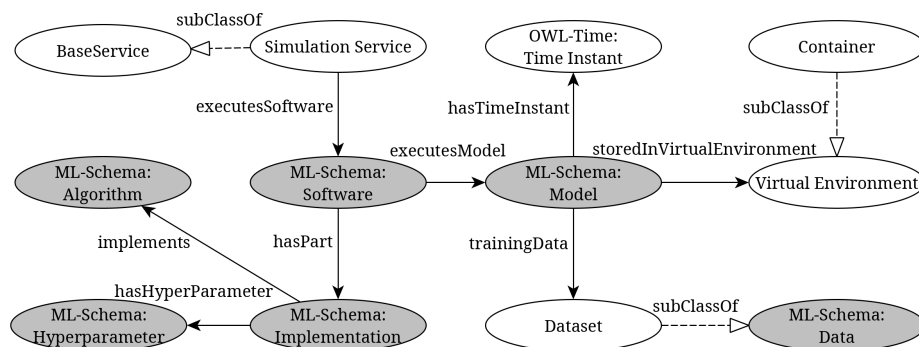 subClassOf
BaseService
Simulation Service
OWL-Time:
Time Instant
Container
executesSoftware
hasTimeInstant
subClassOf
executesModel
storedInVirtualEnvironment
ML-Schema:
Algorithm
ML-Schema:
Software
ML-Schema:
Model
Virtual Environment
implements
hasPart
trainingData
hasHyperParameter
subClassOf
ML-Schema:
Hyperparameter
ML-Schema:
Implementation
Dataset
ML-Schema:
Data